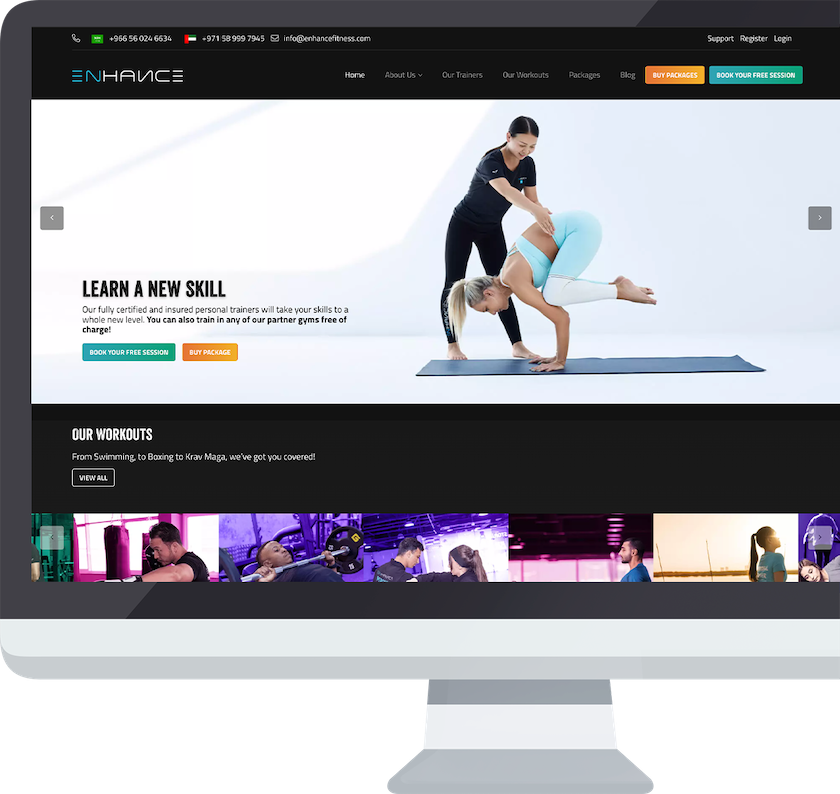 +966 56 024 6634 +971 58 999 7945 info@enhancefitness.com Support Register Login
ENHANCE Home About Us Our Trainers Our Workouts Packages Blog BUY PACKAGES BOOK YOUR FREE SESSION
LEARN A NEW SKILL
Our fully certified and insured personal trainers will take your skills to a
whole new level. You can also train in any of our partner gyms free of
charge!
BOOK YOUR FREE SESSION BUY PACKAGE
OUR WORKOUTS
From Swimming, to Boxing to Krav Maga, we've got you covered!
VIEW ALL